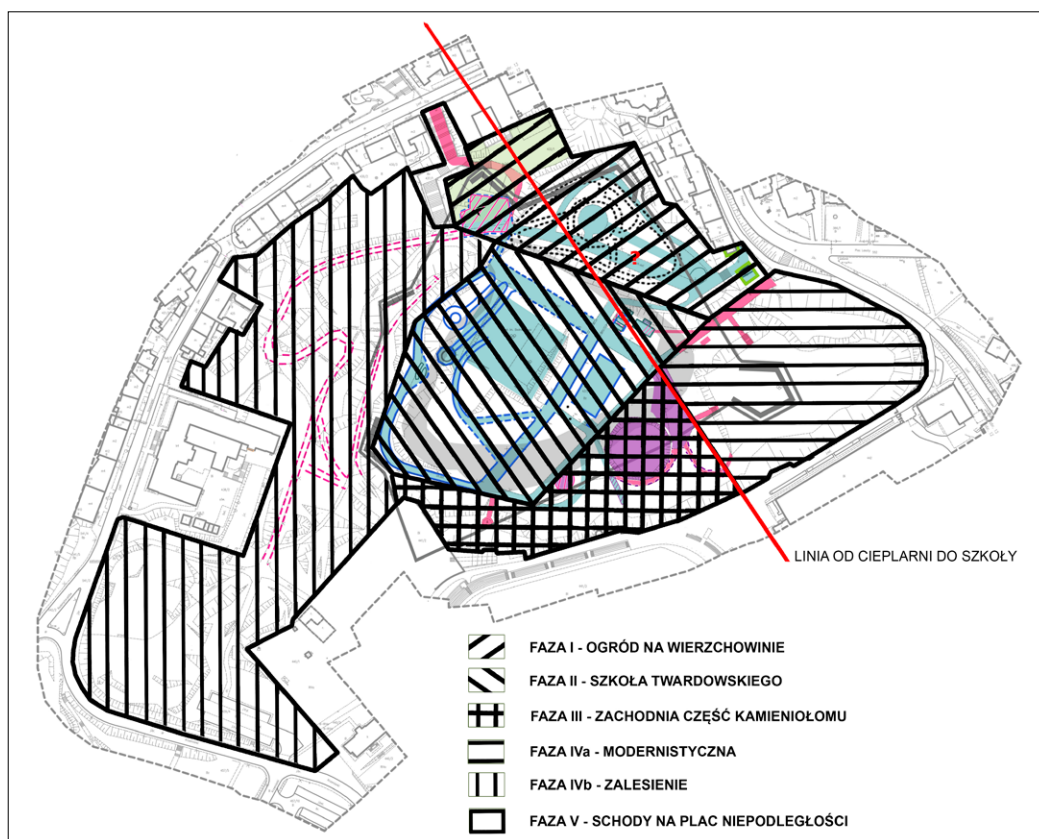 ?
LINIA OD CIEPLARNI DO SZKOŁY
FAZA I - OGRÓD NA WIERZCHOWINIE
FAZA II - SZKOŁA TWARDOWSKIEGO
FAZA III - ZACHODNIA CZĘŚĆ KAMIENIOŁOMU
FAZA IVa - MODERNISTYCZNA
FAZA IVb - ZALESIENIE
FAZA V - SCHODY NA PLAC NIEPODLEGŁOŚCI